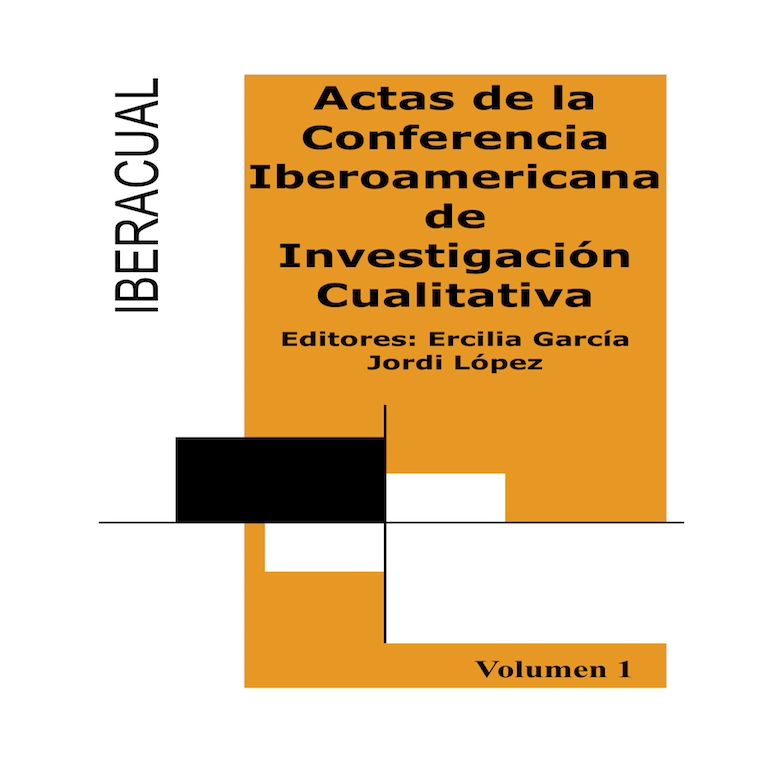 IBERACUAL
Actas de la
Conferencia
Iberoamericana
de
Investigación
Cualitativa
Editores: Ercilia García
Jordi López
Volumen 1